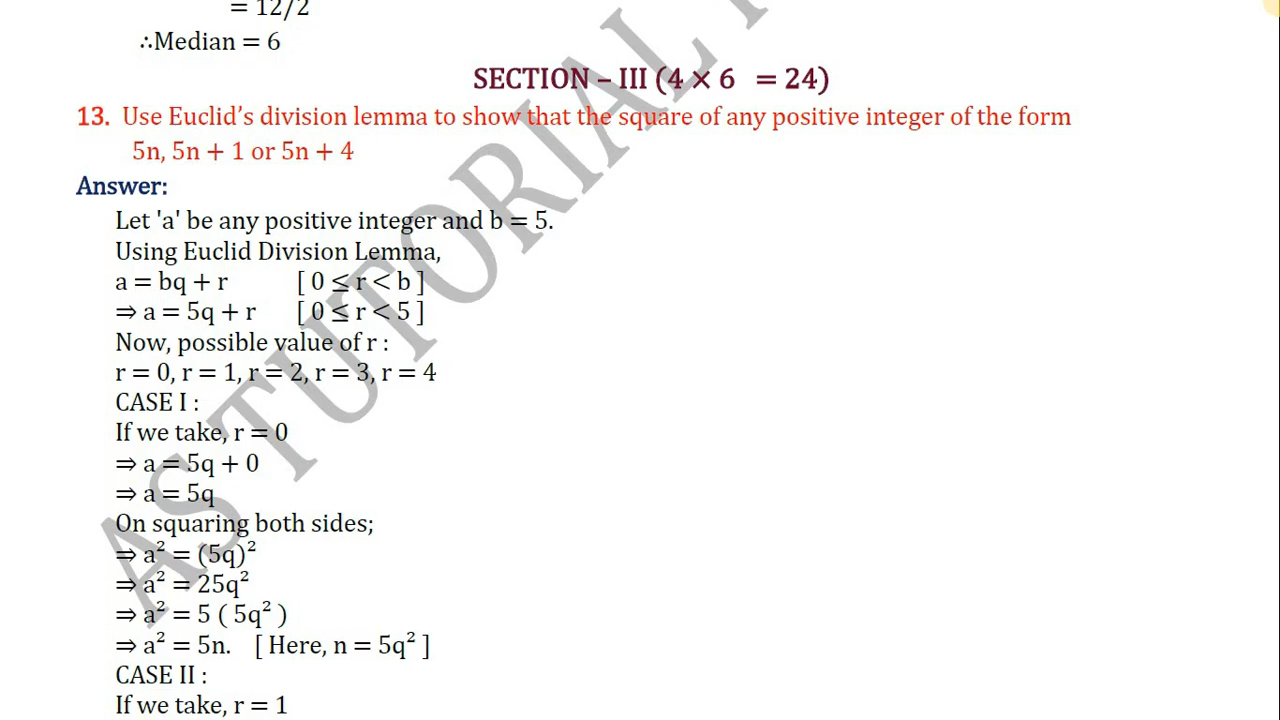 = 12/2
∴Median = 6
SECTION – III (4 × 6 = 24)
13. Use Euclid's division lemma to show that the square of any positive integer of the form
5n, 5n + 1 or 5n + 4
Answer:
Let 'a' be any positive integer and b = 5.
Using Euclid Division Lemma,
a = bq + r [ 0 ≤ r < b ]
⇒ a = 5q + r [ 0 ≤ r < 5 ]
Now, possible value of r :
r = 0, r = 1, r = 2, r = 3, r = 4
CASE I :
If we take, r = 0
⇒ a = 5q + 0
⇒ a = 5q
On squaring both sides;
⇒ a² = (5q)²
⇒ a² = 25q²
⇒ a² = 5 ( 5q² )
⇒ a² = 5n. [ Here, n = 5q² ]
CASE II :
If we take, r = 1
AS TUTORIAL